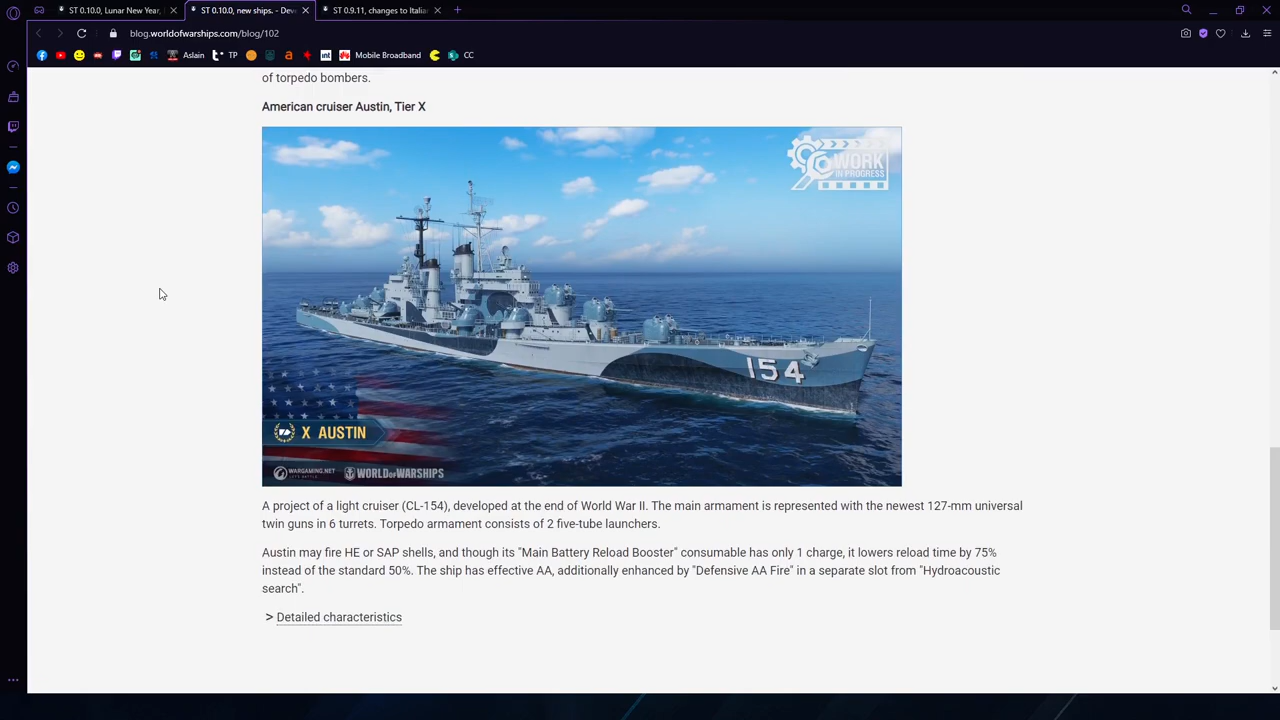 ST 0.10.0, Lunar New Year,
ST 0.10.0, new ships. - Dev
ST 0.9.11, changes to Italia
blog.worldofwarships.com/blog/102
Aslain
TP
int
Mobile Broadband
CC
of torpedo bombers.
American cruiser Austin, Tier X
WORK
IN PROGRESS
154
X AUSTIN
WARGAMING.NET
LET'S BATTLE
WORLD OF WARSHIPS
A project of a light cruiser (CL-154), developed at the end of World War II. The main armament is represented with the newest 127-mm universal
twin guns in 6 turrets. Torpedo armament consists of 2 five-tube launchers.
Austin may fire HE or SAP shells, and though its "Main Battery Reload Booster" consumable has only 1 charge, it lowers reload time by 75%
instead of the standard 50%. The ship has effective AA, additionally enhanced by "Defensive AA Fire" in a separate slot from "Hydroacoustic
search".
> Detailed characteristics